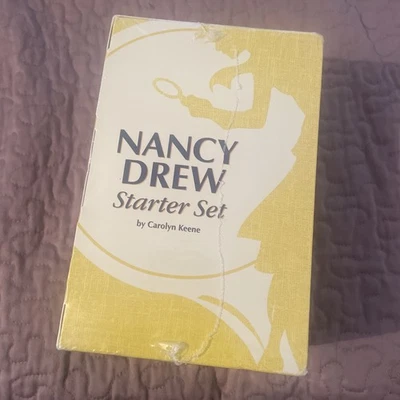 NANCY
DREW
Starter Set
by Carolyn Keene